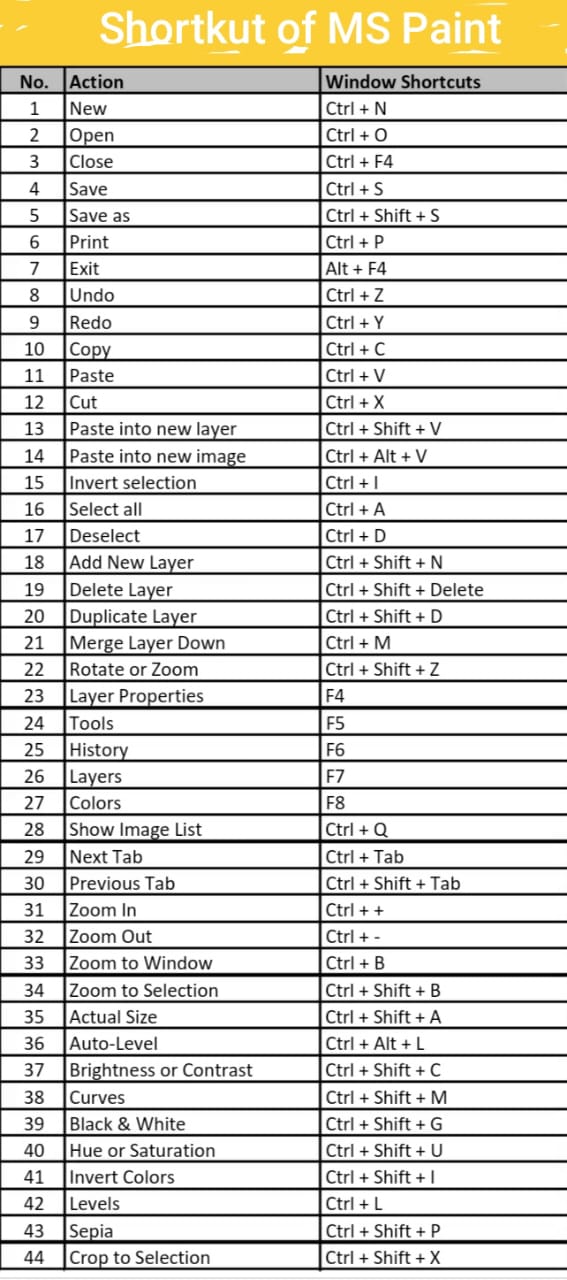 Shortkut of MS Paint
No. Action Window Shortcuts
1 New Ctrl + N
2 Open Ctrl + O
3 Close Ctrl + F4
4 Save Ctrl + S
5 Save as Ctrl + Shift + S
6 Print Ctrl + P
7 Exit Alt + F4
8 Undo Ctrl + Z
9 Redo Ctrl + Y
10 Copy Ctrl + C
11 Paste Ctrl + V
12 Cut Ctrl + X
13 Paste into new layer Ctrl + Shift + V
14 Paste into new image Ctrl + Alt + V
15 Invert selection Ctrl + I
16 Select all Ctrl + A
17 Deselect Ctrl + D
18 Add New Layer Ctrl + Shift + N
19 Delete Layer Ctrl + Shift + Delete
20 Duplicate Layer Ctrl + Shift + D
21 Merge Layer Down Ctrl + M
22 Rotate or Zoom Ctrl + Shift + Z
23 Layer Properties F4
24 Tools F5
25 History F6
26 Layers F7
27 Colors F8
28 Show Image List Ctrl + Q
29 Next Tab Ctrl + Tab
30 Previous Tab Ctrl + Shift + Tab
31 Zoom In Ctrl + +
32 Zoom Out Ctrl + -
33 Zoom to Window Ctrl + B
34 Zoom to Selection Ctrl + Shift + B
35 Actual Size Ctrl + Shift + A
36 Auto-Level Ctrl + Alt + L
37 Brightness or Contrast Ctrl + Shift + C
38 Curves Ctrl + Shift + M
39 Black & White Ctrl + Shift + G
40 Hue or Saturation Ctrl + Shift + U
41 Invert Colors Ctrl + Shift + I
42 Levels Ctrl + L
43 Sepia Ctrl + Shift + P
44 Crop to Selection Ctrl + Shift + X